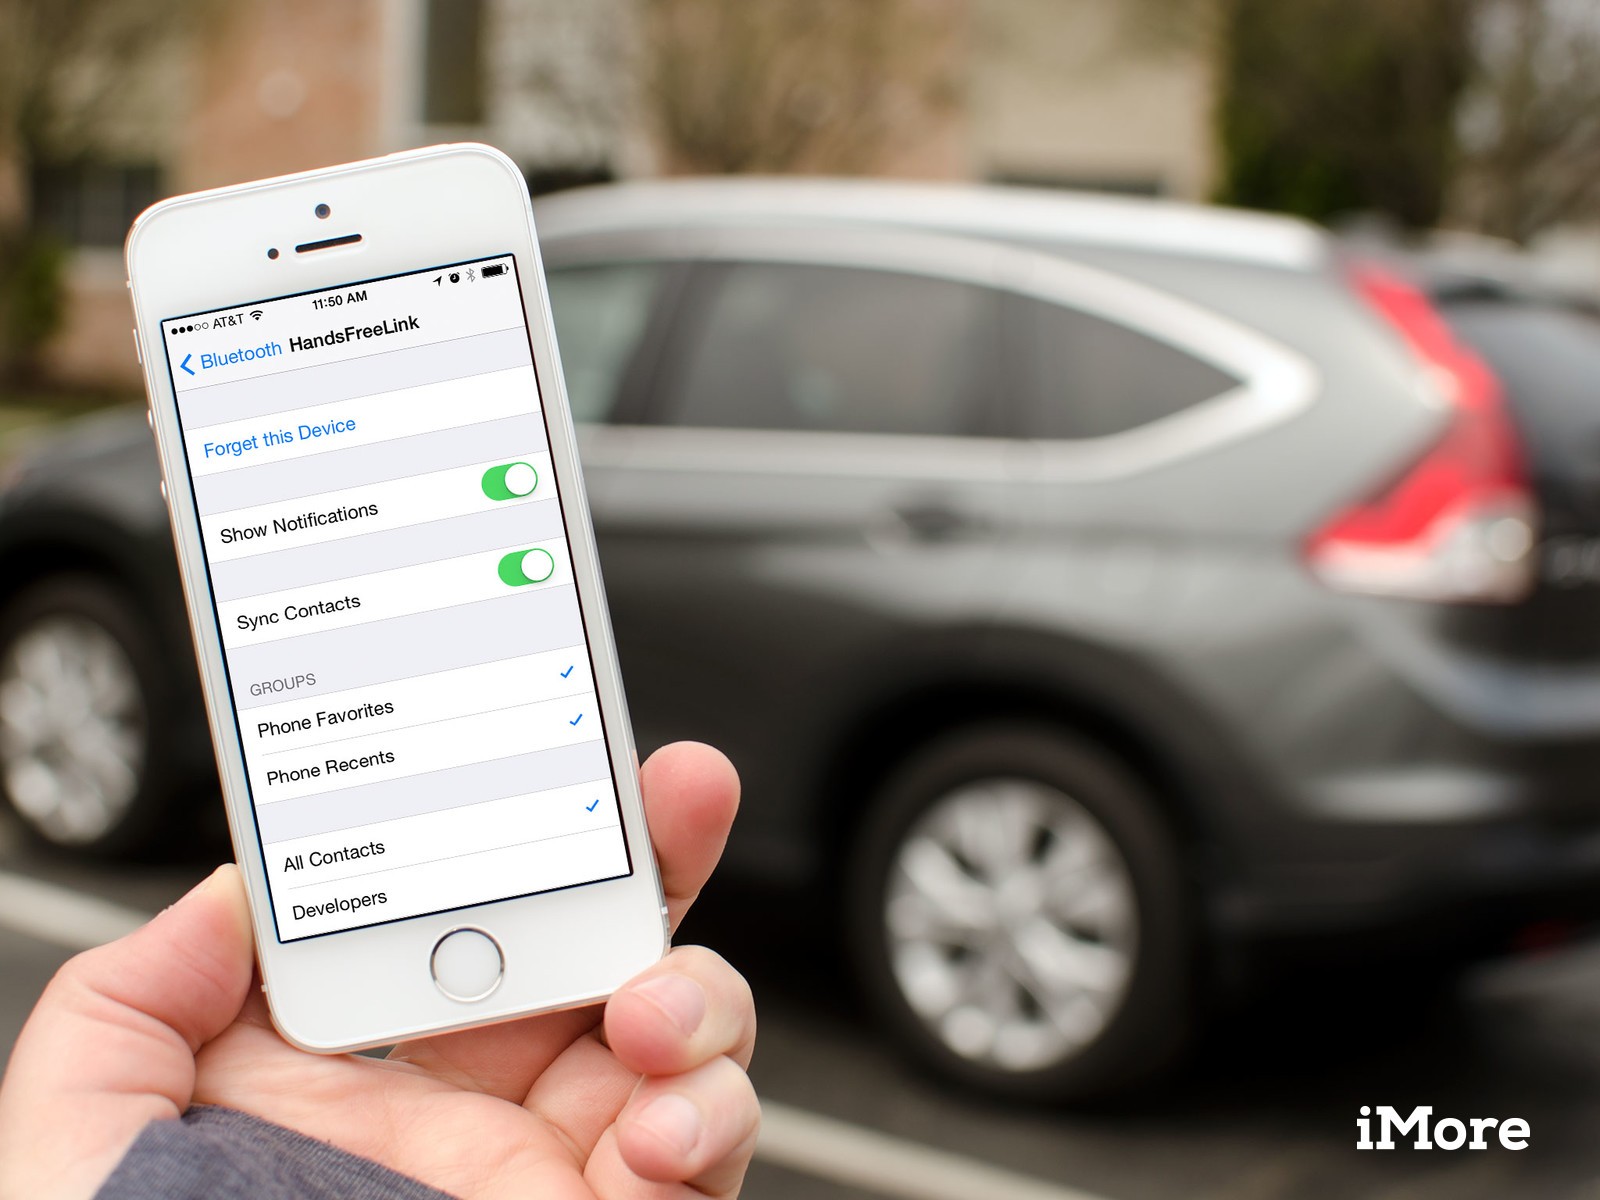 AT&T 11:50 AM
Bluetooth HandsFreeLink
Forget this Device
Show Notifications
Sync Contacts
GROUPS
Phone Favorites
Phone Recents
All Contacts
Developers
iMore